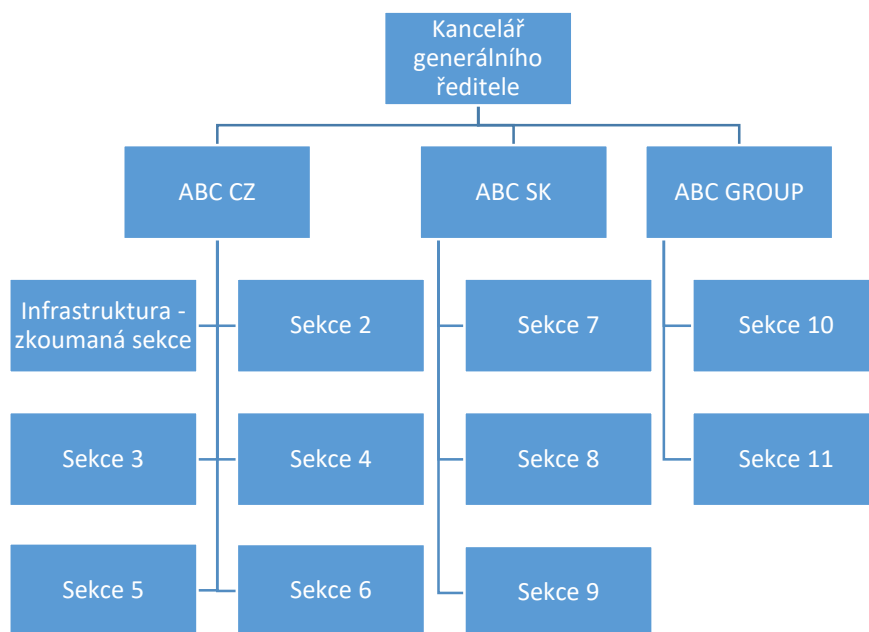 Kancelář
generálního
ředitele
ABC CZ
ABC SK
ABC GROUP
Infrastruktura -
zkoumaná sekce
Sekce 2
Sekce 7
Sekce 10
Sekce 3
Sekce 4
Sekce 8
Sekce 11
Sekce 5
Sekce 6
Sekce 9